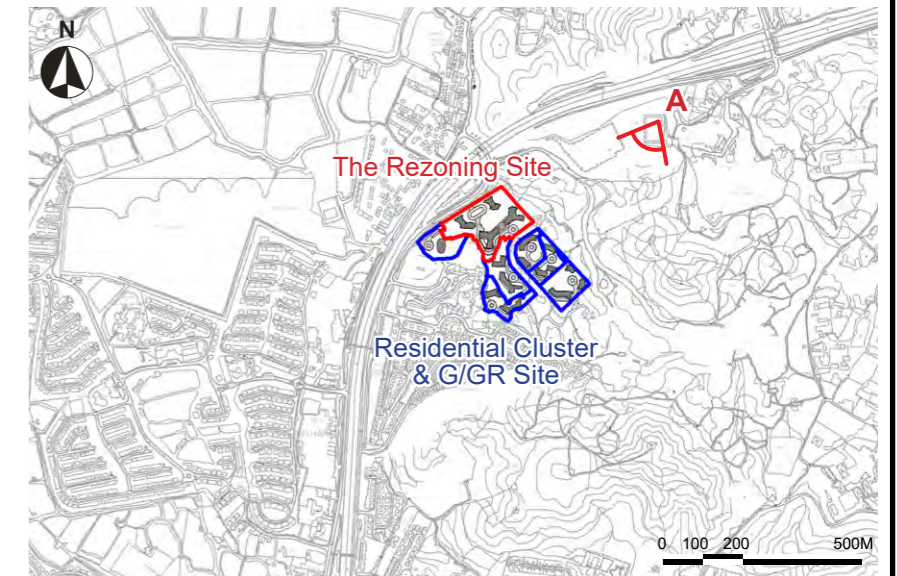 N
A
The Rezoning Site
Residential Cluster
& G/GR Site
0 100 200 500M